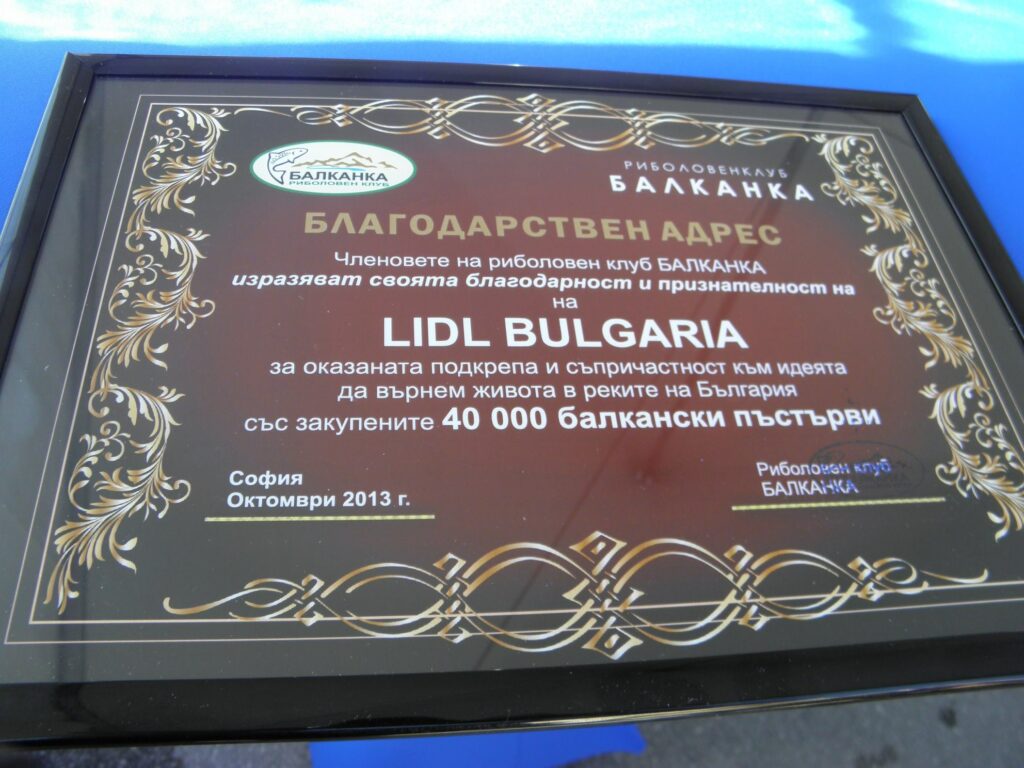 БАЛКАНКА
РИБОЛОВЕН КЛУБ
РИБОЛОВЕНКЛУБ
БАЛКАНКА
БЛАГОДАРСТВЕН АДРЕС
Членовете на риболовен клуб БАЛКАНКА
изразяват своята благодарност и признателност на
на
LIDL BULGARIA
за оказаната подкрепа и съпричастност към идеята
да върнем живота в реките на България
със закупените 40 000 балкански пъстърви
София
Октомври 2013 г.
Риболовен клуб
БАЛКАНКА